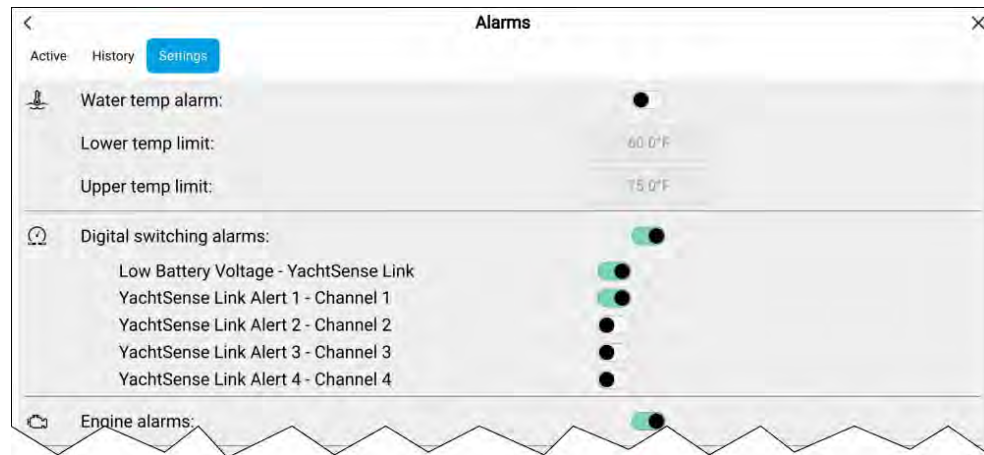 Alarms
Active History Settings
Water temp alarm:
Lower temp limit: 60.0°F
Upper temp limit: 75.0°F
Digital switching alarms:
Low Battery Voltage - YachtSense Link
YachtSense Link Alert 1 - Channel 1
YachtSense Link Alert 2 - Channel 2
YachtSense Link Alert 3 - Channel 3
YachtSense Link Alert 4 - Channel 4
Engine alarms: